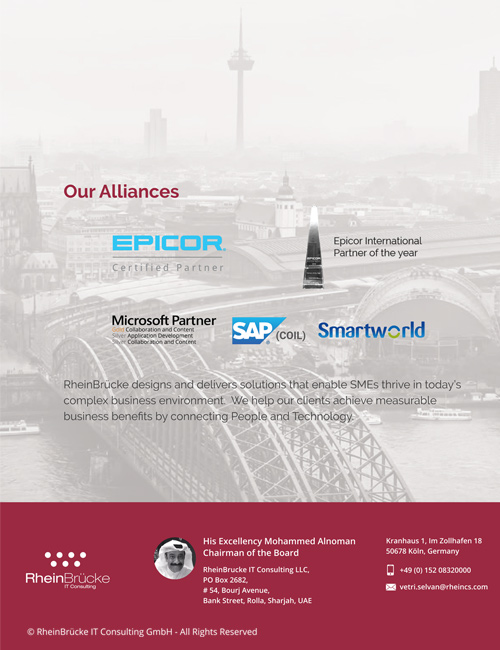 Our Alliances
EPICOR
Certified Partner
Epicor International
Partner of the year
Microsoft Partner
Gold Collaboration and Content
Silver Application Development
Silver Collaboration and Content
SAP (COIL)
Smartworld
RheinBrücke designs and delivers solutions that enable SMEs thrive in today's
complex business environment. We help our clients achieve measurable
business benefits by connecting People and Technology.
RheinBrücke
IT Consulting
His Excellency Mohammed Alnoman
Chairman of the Board
RheinBrücke IT Consulting LLC,
PO Box 2682,
# 54, Bourj Avenue,
Bank Street, Rolla, Sharjah, UAE
Kranhaus 1, Im Zollhafen 18
50678 Köln, Germany
+49 (0) 152 08320000
vetri.selvan@rheincs.com
© RheinBrücke IT Consulting GmbH - All Rights Reserved